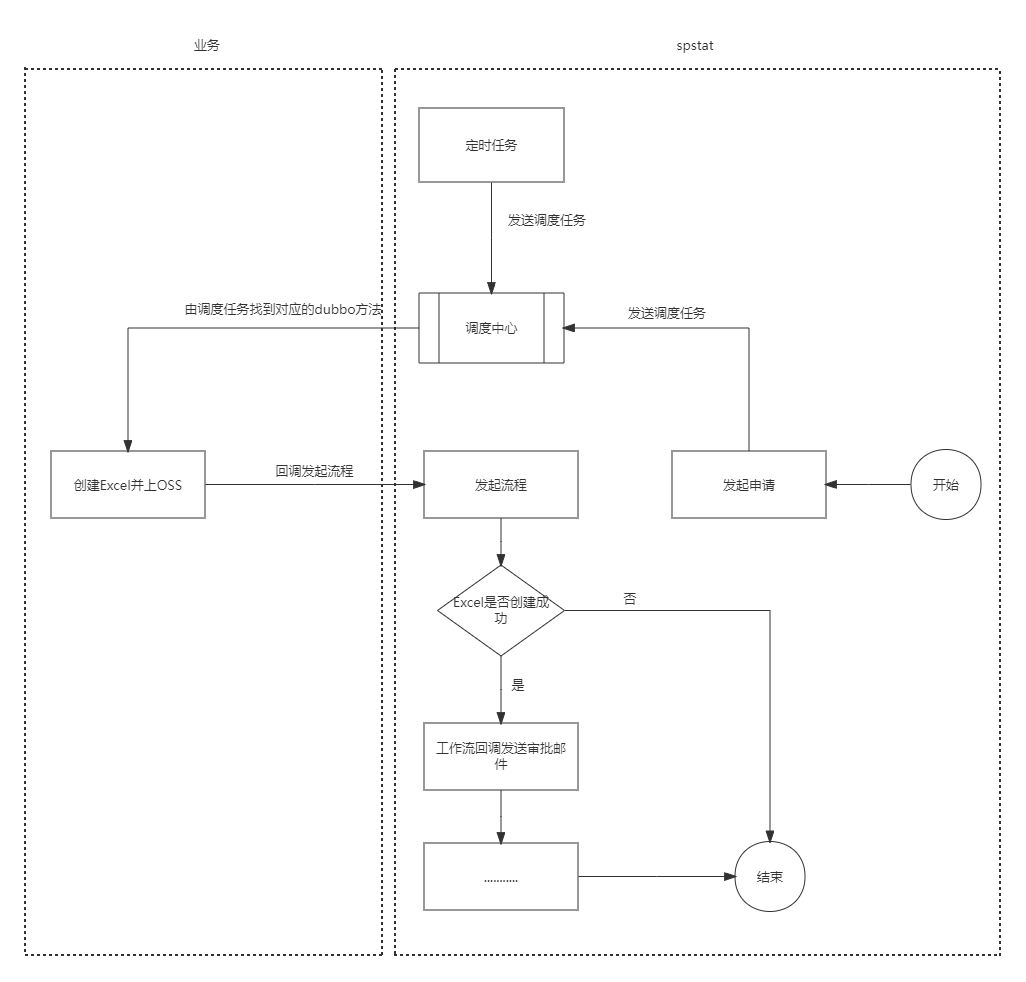 业务
spstat
定时任务
发送调度任务
由调度任务找到对应的dubbo方法
调度中心
发送调度任务
创建Excel并上OSS
回调发起流程
发起流程
发起申请
开始
Excel是否创建成
功
否
是
工作流回调发送审批邮
件
...........
结束